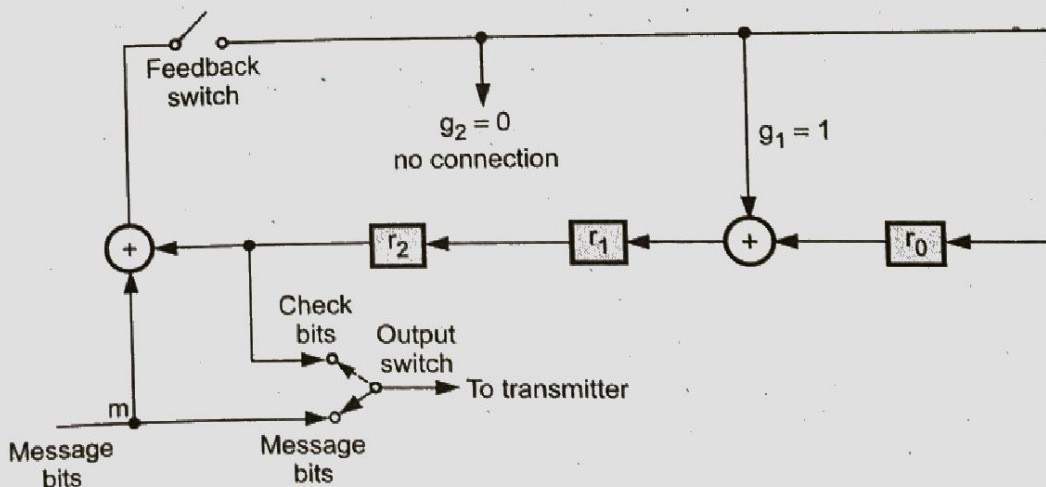 Feedback
switch
g₂ = 0
no connection
g₁ = 1
+
r₂
r₁
+
r₀
Check
bits
Output
switch
To transmitter
m
Message
bits
Message
bits